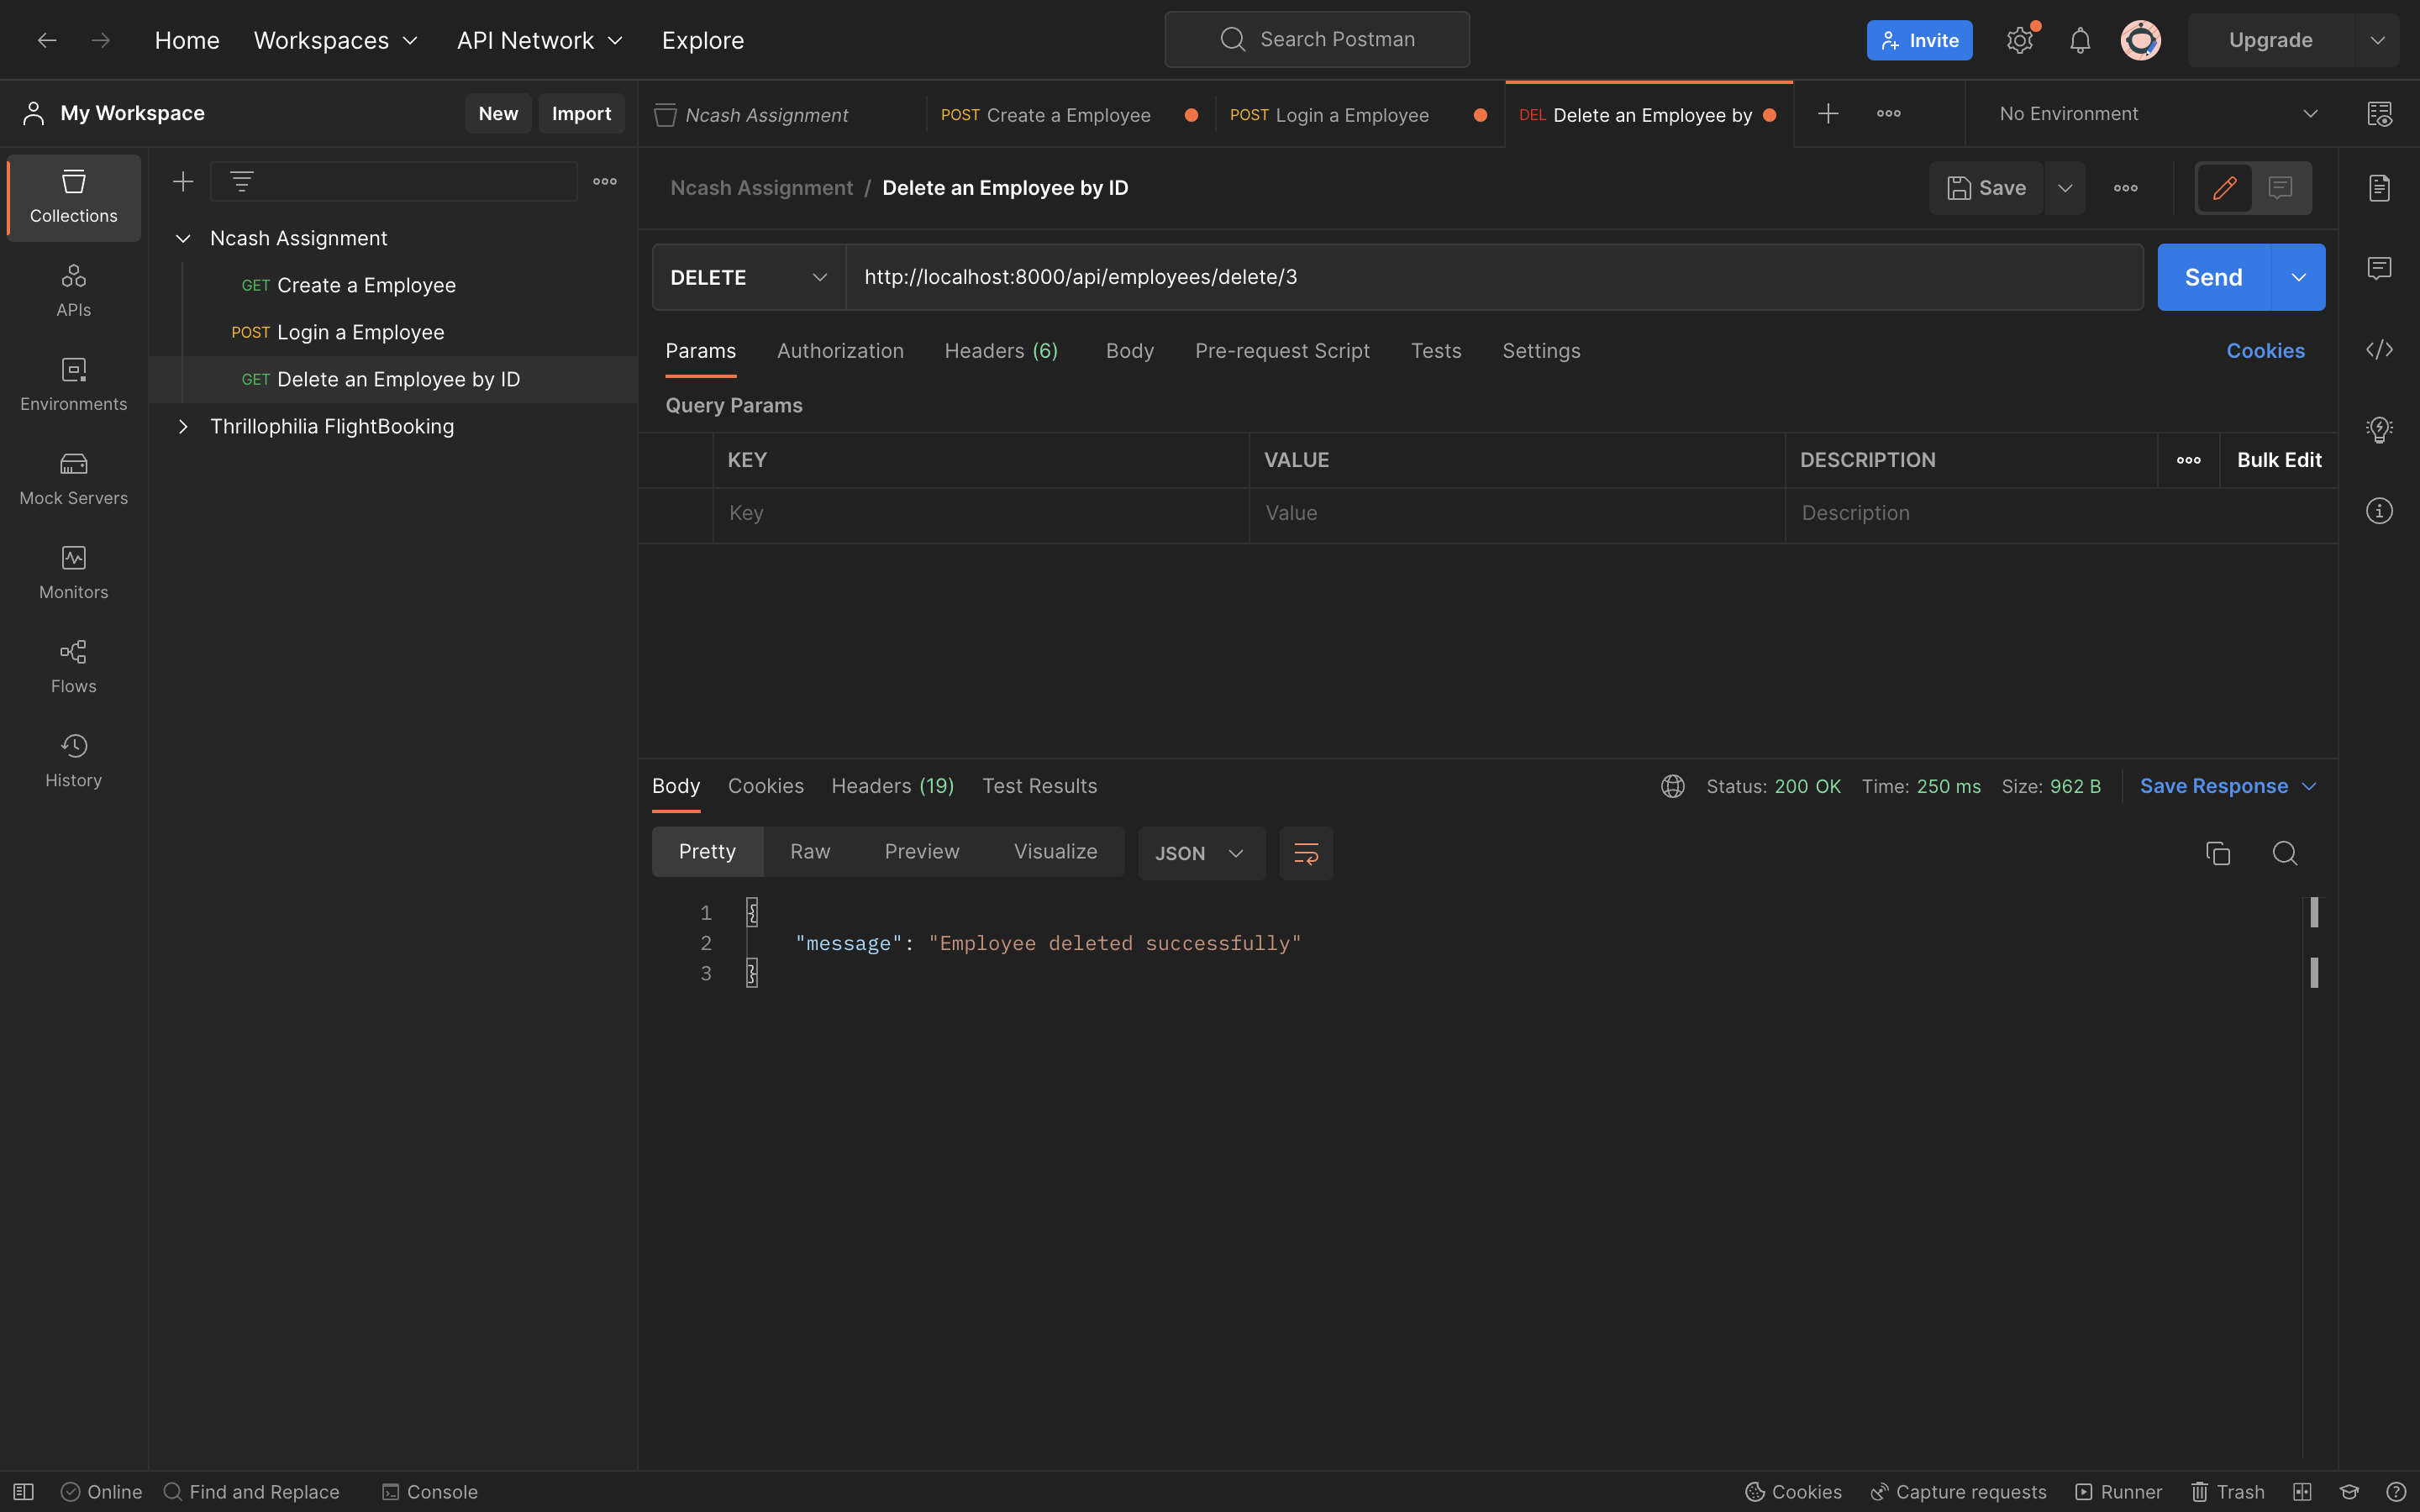 Home Workspaces API Network Explore Search Postman Invite Upgrade
My Workspace New Import
Ncash Assignment POST Create a Employee POST Login a Employee DEL Delete an Employee by No Environment
Collections
APIs
Environments
Mock Servers
Monitors
Flows
History
Ncash Assignment
GET Create a Employee
POST Login a Employee
GET Delete an Employee by ID
Thrillophilia FlightBooking
Ncash Assignment / Delete an Employee by ID Save
DELETE http://localhost:8000/api/employees/delete/3 Send
Params Authorization Headers (6) Body Pre-request Script Tests Settings Cookies
Query Params
KEY VALUE DESCRIPTION Bulk Edit
Key Value Description
Body Cookies Headers (19) Test Results Status: 200 OK Time: 250 ms Size: 962 B Save Response
Pretty Raw Preview Visualize JSON
1 {
2 "message": "Employee deleted successfully"
3 }
Online Find and Replace Console Cookies Capture requests Runner Trash